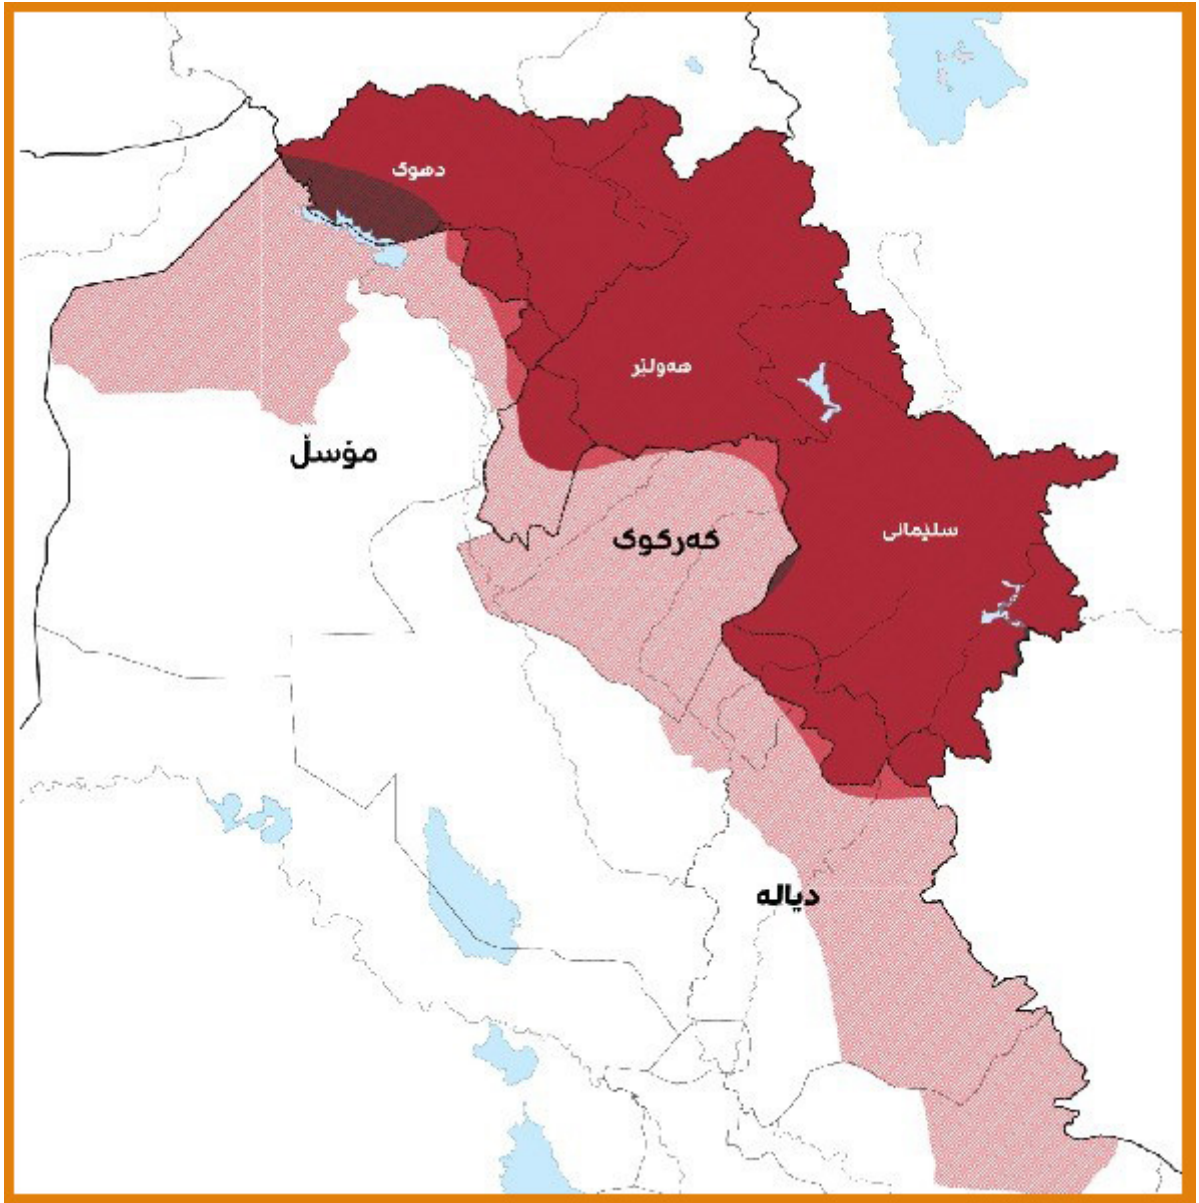 دهوک
هەولێر
مۆسڵ
کەرکوک
سلێمانی
دیالە